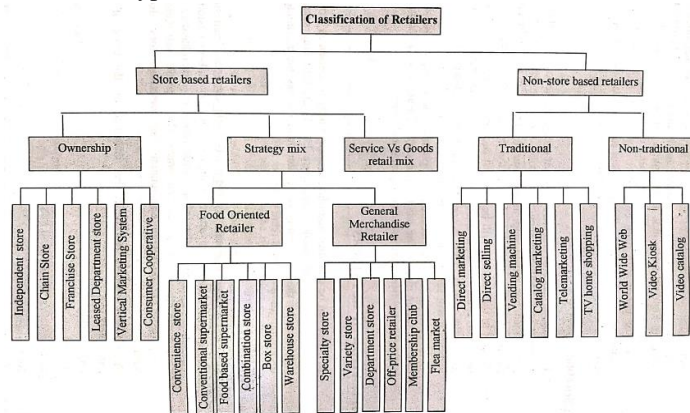 Classification of Retailers
Store based retailers
Non-store based retailers
Ownership
Strategy mix
Service Vs Goods
retail mix
Traditional
Non-traditional
Food Oriented
Retailer
General
Merchandise
Retailer
Independent store
Chain Store
Franchise Store
Leased Department store
Vertical Marketing System
Consumer Cooperative
Convenience store
Conventional supermarket
Food based supermarket
Combination store
Box store
Warehouse store
Specialty store
Variety store
Department store
Off-price retailer
Membership club
Flea market
Direct marketing
Direct selling
Vending machine
Catalog marketing
Telemarketing
TV home shopping
World Wide Web
Video Kiosk
Video catalog